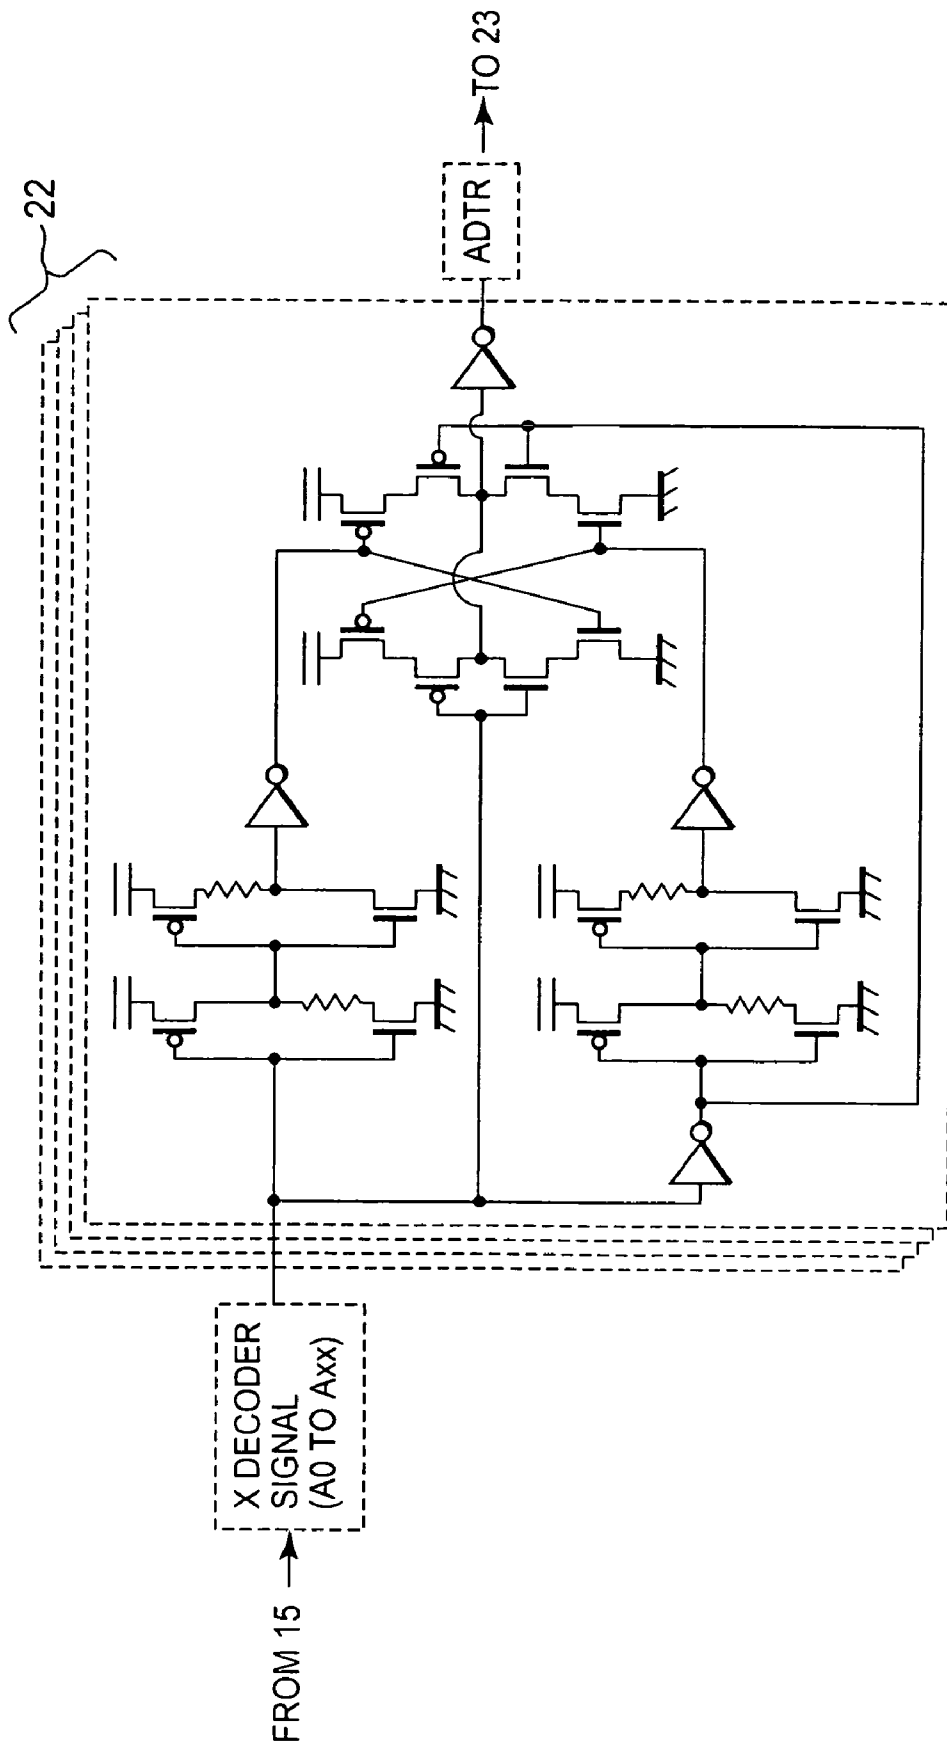 22
FROM 15
X DECODER
SIGNAL
(A0 TO Axx)
ADTR
TO 23